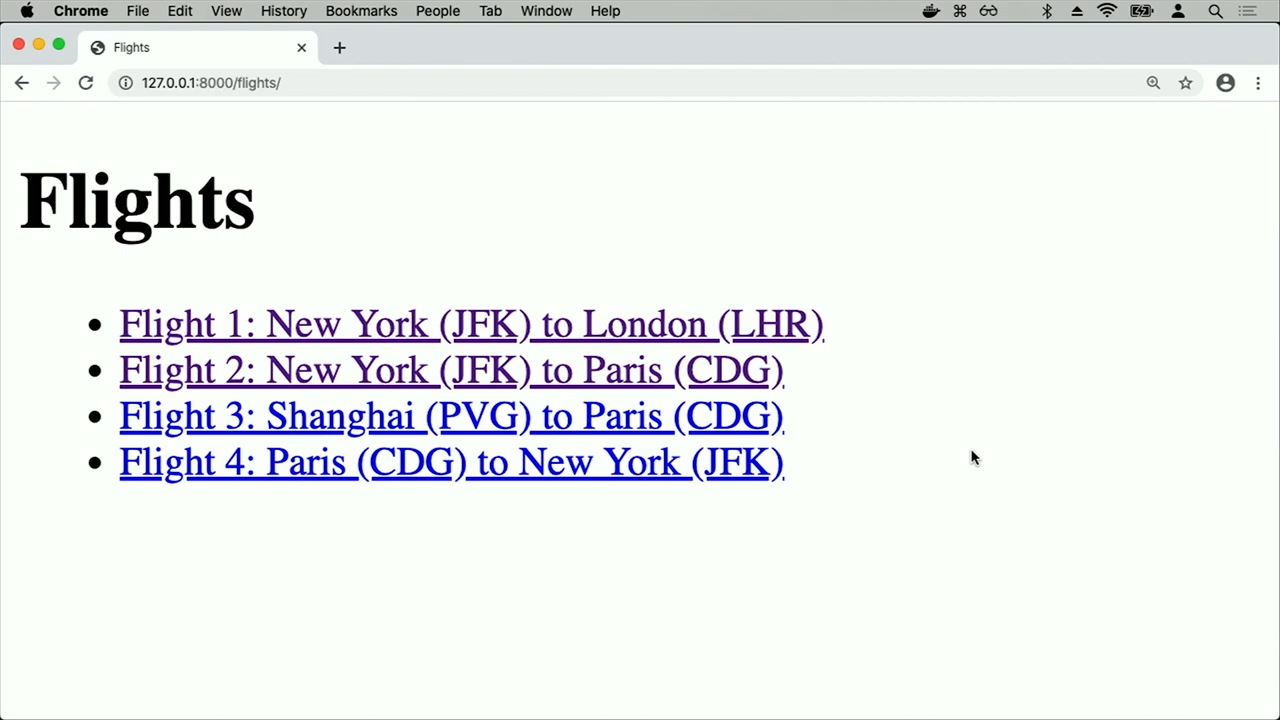 Chrome File Edit View History Bookmarks People Tab Window Help
Flights
127.0.0.1:8000/flights/
Flights
Flight 1: New York (JFK) to London (LHR)
Flight 2: New York (JFK) to Paris (CDG)
Flight 3: Shanghai (PVG) to Paris (CDG)
Flight 4: Paris (CDG) to New York (JFK)